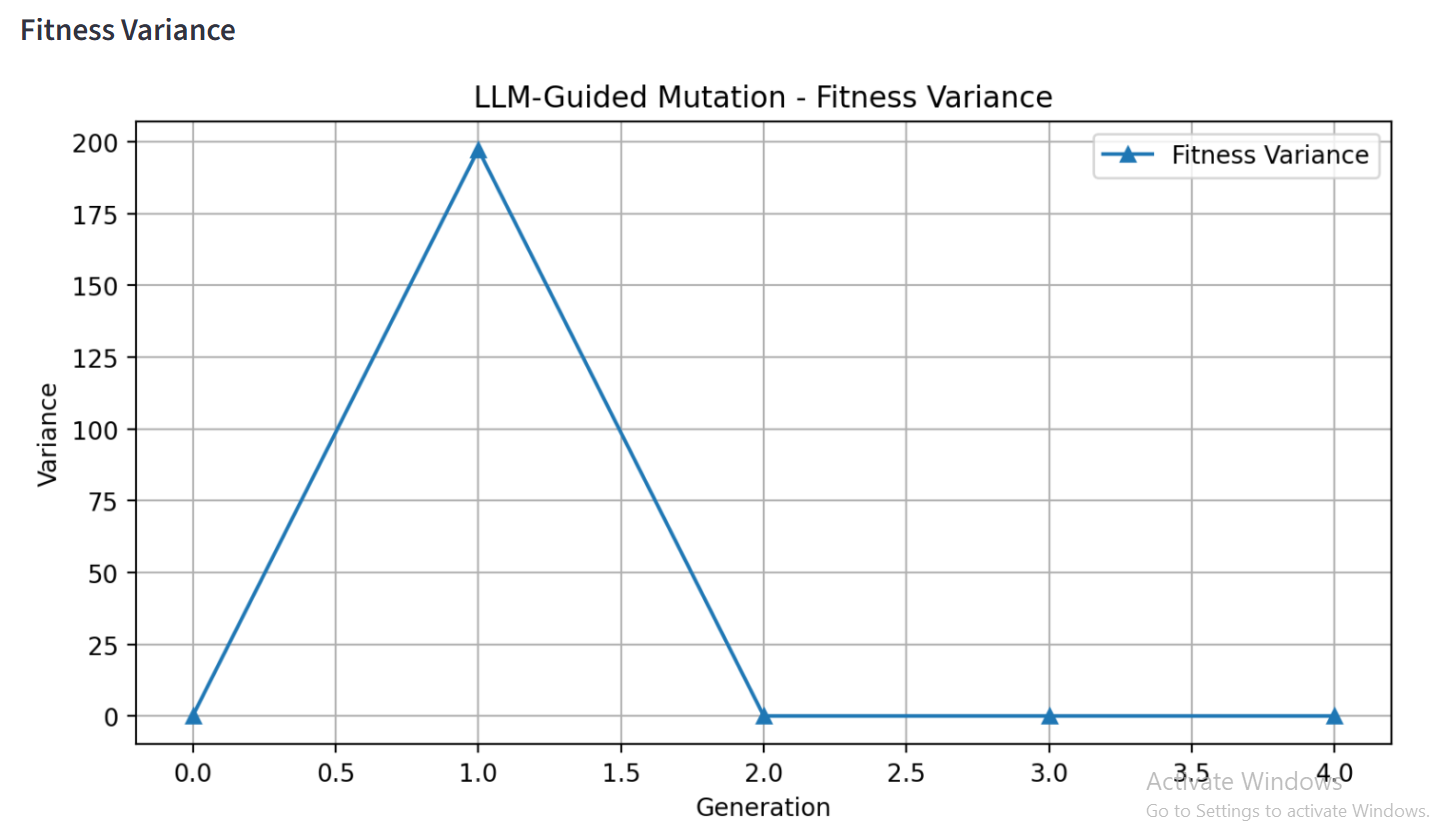 Fitness Variance
LLM-Guided Mutation - Fitness Variance
Fitness Variance
200
175
150
125
100
75
50
25
0
Variance
0.0 0.5 1.0 1.5 2.0 2.5 3.0 3.5 4.0
Generation
Activate Windows
Go to Settings to activate Windows.